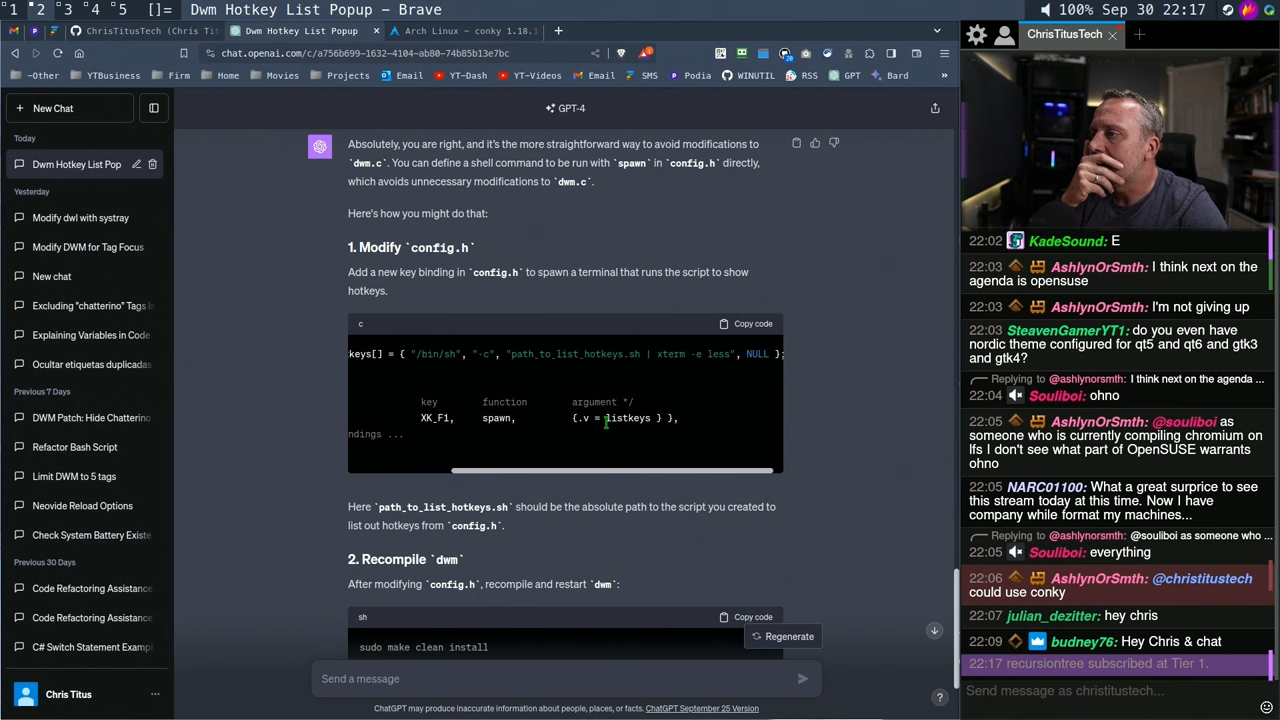 1 2 3 4 5 []= Dwm Hotkey List Popup - Brave
100% Sep 30 22:17
ChrisTitusTech (Chris Tit
Dwm Hotkey List Popup
Arch Linux - conky 1.18.1
chat.openai.com/c/a756b699-1632-4104-ab80-74b85b13e7bc
-Other YTBusiness Firm Home Movies Projects Email YT-Dash YT-Videos Email SMS Podia WINUTIL RSS GPT Bard
New Chat
Today
Dwm Hotkey List Pop
Yesterday
Modify dwl with systray
Modify DWM for Tag Focus
New chat
Excluding "chatterino" Tags is
Explaining Variables in Code
Ocultar etiquetas duplicadas
Previous 7 Days
DWM Patch: Hide Chatterino
Refactor Bash Script
Limit DWM to 5 tags
Neovide Reload Options
Check System Battery Existe
Previous 30 Days
Code Refactoring Assistance
Code Refactoring Assistance
C# Switch Statement Exampl
Chris Titus
GPT-4
Absolutely, you are right, and it's the more straightforward way to avoid modifications to
`dwm.c`. You can define a shell command to be run with `spawn` in `config.h` directly,
which avoids unnecessary modifications to `dwm.c`.
Here's how you might do that:
1. Modify `config.h`
Add a new key binding in `config.h` to spawn a terminal that runs the script to show
hotkeys.
c Copy code
keys[] = { "/bin/sh", "-c", "path_to_list_hotkeys.sh | xterm -e less", NULL };
key function argument */
XK_F1, spawn, {.v = listkeys } },
ndings ...
Here `path_to_list_hotkeys.sh` should be the absolute path to the script you created to
list out hotkeys from `config.h`.
2. Recompile `dwm`
After modifying `config.h`, recompile and restart `dwm`:
sh Copy code
Regenerate
sudo make clean install
Send a message
ChatGPT may produce inaccurate information about people, places, or facts. ChatGPT September 25 Version
?
ChrisTitusTech
22:02 KadeSound: E
22:03 AshlynOrSmth: I think next on the
agenda is opensuse
22:03 AshlynOrSmth: I'm not giving up
22:03 SteavenGamerYT1: do you even have
nordic theme configured for qt5 and qt6 and gtk3
and gtk4?
Replying to @ashlynorsmth: I think next on the age...
22:04 Souliboi: ohno
22:05 AshlynOrSmth: @souliboi as
someone who is currently compiling chromium on
lfs I don't see what part of OpenSUSE warrants
ohno
22:05 NARC01100: What a great surprice to see
this stream today at this time. Now I have
company while format my machines...
Replying to @ashlynorsmth: @souliboi as someone who ...
22:05 Souliboi: everything
22:06 AshlynOrSmth: @christitustech
could use conky
22:07 julian_dezitter: hey chris
22:09 budney76: Hey Chris & chat
22:17 recursiontree subscribed at Tier 1.
Send message as christitustech...